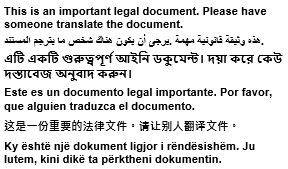 This is an important legal document. Please have
someone translate the document.
هذه وثيقة قانونية مهمة .يرجى أن يكون هناك شخص ما يترجم المستند.
এটি একটি গুরুত্বপূর্ণ আইনি ডকুমেন্ট। দয়া করে কেউ
দস্তাবেজ অনুবাদ করুন।
Este es un documento legal importante. Por favor,
que alguien traduzca el documento.
这是一份重要的法律文件。请让别人翻译文件。
Ky është një dokument ligjor i rëndësishëm. Ju
lutem, kini dikë ta përktheni dokumentin.